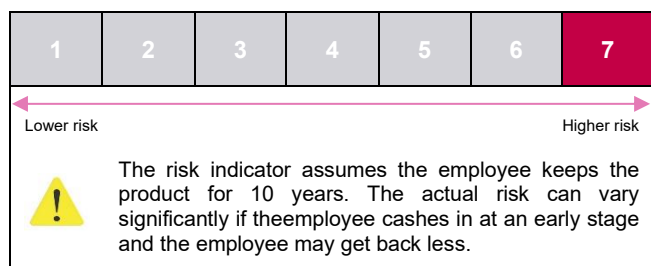 1 2 3 4 5 6 7
Lower risk Higher risk
The risk indicator assumes the employee keeps the
product for 10 years. The actual risk can vary
significantly if theemployee cashes in at an early stage
and the employee may get back less.